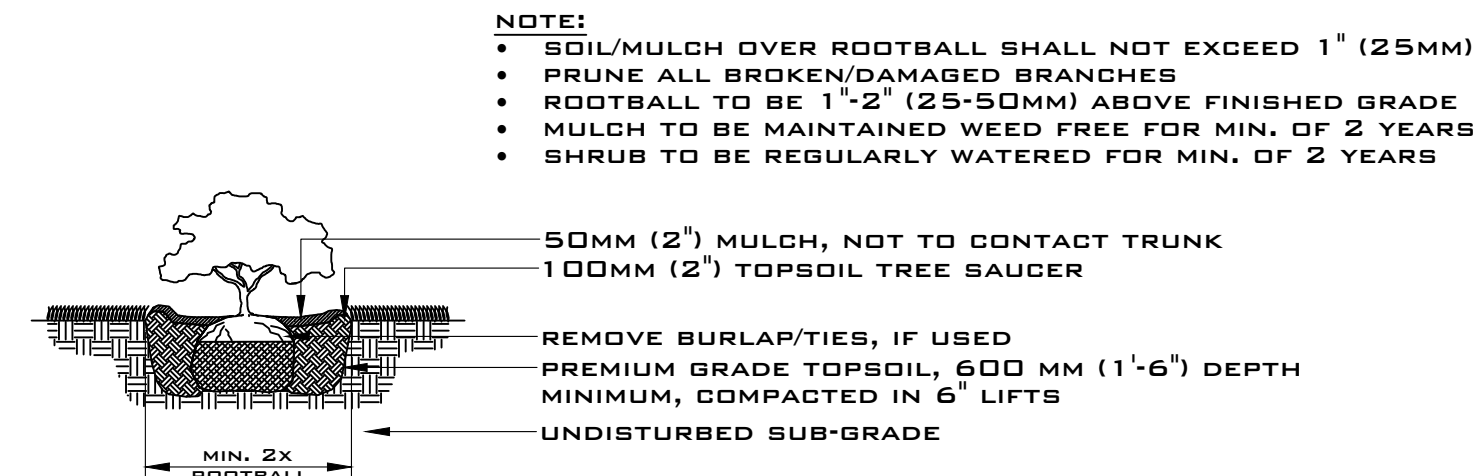 NOTE:
• SOIL/MULCH OVER ROOTBALL SHALL NOT EXCEED 1" (25MM)
• PRUNE ALL BROKEN/DAMAGED BRANCHES
• ROOTBALL TO BE 1"-2" (25-50MM) ABOVE FINISHED GRADE
• MULCH TO BE MAINTAINED WEED FREE FOR MIN. OF 2 YEARS
• SHRUB TO BE REGULARLY WATERED FOR MIN. OF 2 YEARS
50MM (2") MULCH, NOT TO CONTACT TRUNK
100MM (2") TOPSOIL TREE SAUCER
REMOVE BURLAP/TIES, IF USED
PREMIUM GRADE TOPSOIL, 600 MM (1'-6") DEPTH
MINIMUM, COMPACTED IN 6" LIFTS
UNDISTURBED SUB-GRADE
MIN. 2X
ROOTBALL